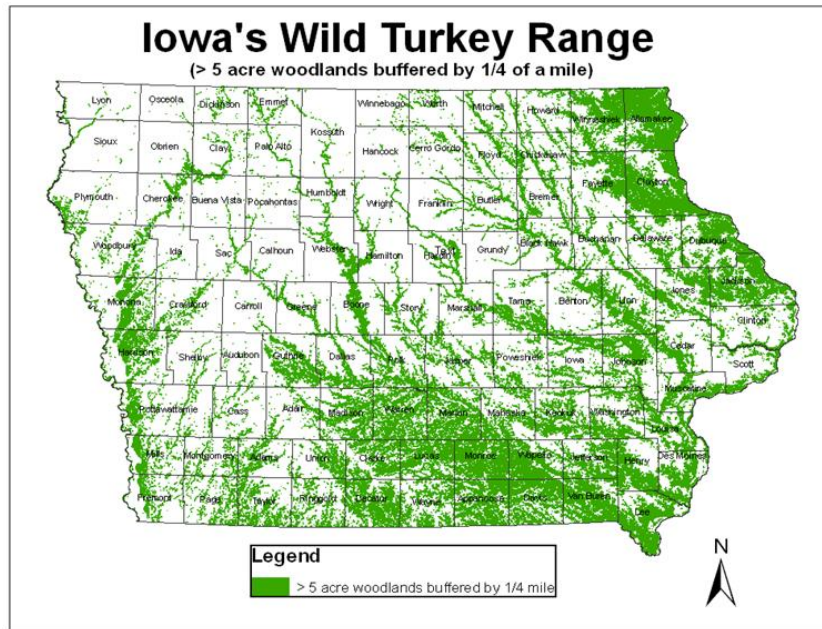 Iowa's Wild Turkey Range
(> 5 acre woodlands buffered by 1/4 of a mile)
Lyon Osceola Dickinson Emmet Winnebago Worth Mitchell Howard Winneshiek Allamakee
Kossuth
Sioux Obrien Clay Palo Alto Hancock Cerro Gordo Floyd Chickasaw
Plymouth Cherokee Buena Vista Pocahontas Humboldt Wright Franklin Butler Bremer Fayette Clayton
Woodbury Ida Sac Calhoun Webster Hamilton Hardin Grundy Black Hawk Buchanan Delaware Dubuque
Monona Crawford Carroll Greene Boone Story Marshall Tama Benton Linn Jones Jackson
Clinton
Harrison Shelby Audubon Guthrie Dallas Polk Jasper Poweshiek Iowa Johnson Cedar Scott
Muscatine
Pottawattamie Cass Adair Madison Warren Marion Mahaska Keokuk Washington Louisa
Mills Montgomery Adams Union Clarke Lucas Monroe Wapello Jefferson Henry Des Moines
Fremont Page Taylor Ringgold Decatur Wayne Appanoose Davis Van Buren Lee
N
Legend
> 5 acre woodlands buffered by 1/4 mile